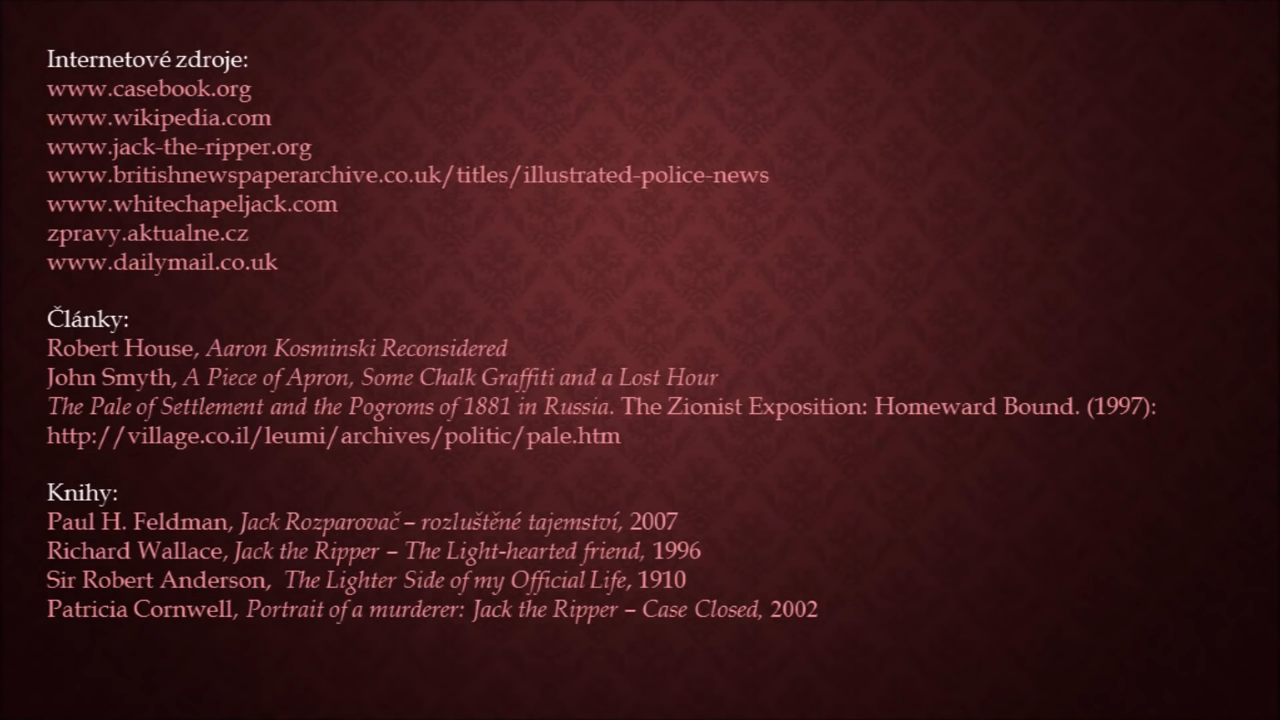 Internetové zdroje:
www.casebook.org
www.wikipedia.com
www.jack-the-ripper.org
www.britishnewspaperarchive.co.uk/titles/illustrated-police-news
www.whitechapeljack.com
zpravy.aktualne.cz
www.dailymail.co.uk
Články:
Robert House, Aaron Kosminski Reconsidered
John Smyth, A Piece of Apron, Some Chalk Graffiti and a Lost Hour
The Pale of Settlement and the Pogroms of 1881 in Russia. The Zionist Exposition: Homeward Bound. (1997):
http://village.co.il/leumi/archives/politic/pale.htm
Knihy:
Paul H. Feldman, Jack Rozparovač – rozluštěné tajemství, 2007
Richard Wallace, Jack the Ripper – The Light-hearted friend, 1996
Sir Robert Anderson, The Lighter Side of my Official Life, 1910
Patricia Cornwell, Portrait of a murderer: Jack the Ripper – Case Closed, 2002